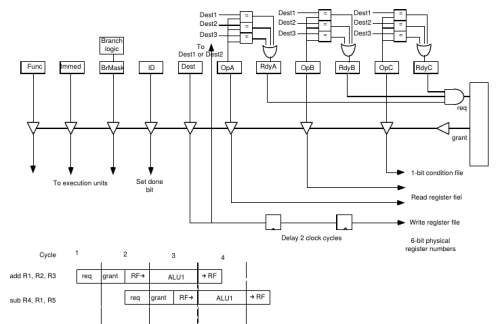 Dest1 = Dest1 = Dest1 =
Dest2 = Dest2 = Dest2 =
Dest3 = Dest3 = Dest3 =
Branch logic
To Dest1 or Dest2
Func Immed BrMask ID Dest OpA RdyA OpB RdyB OpC RdyC
req
grant
To execution units
Set done bit
1-bit condition file
Read register fiel
Write register file
Delay 2 clock cycles
6-bit physical register numbers
Cycle 1 2 3 4
add R1, R2, R3 req grant RF→ ALU1 →RF
sub R4, R1, R5 req grant RF→ ALU1 →RF